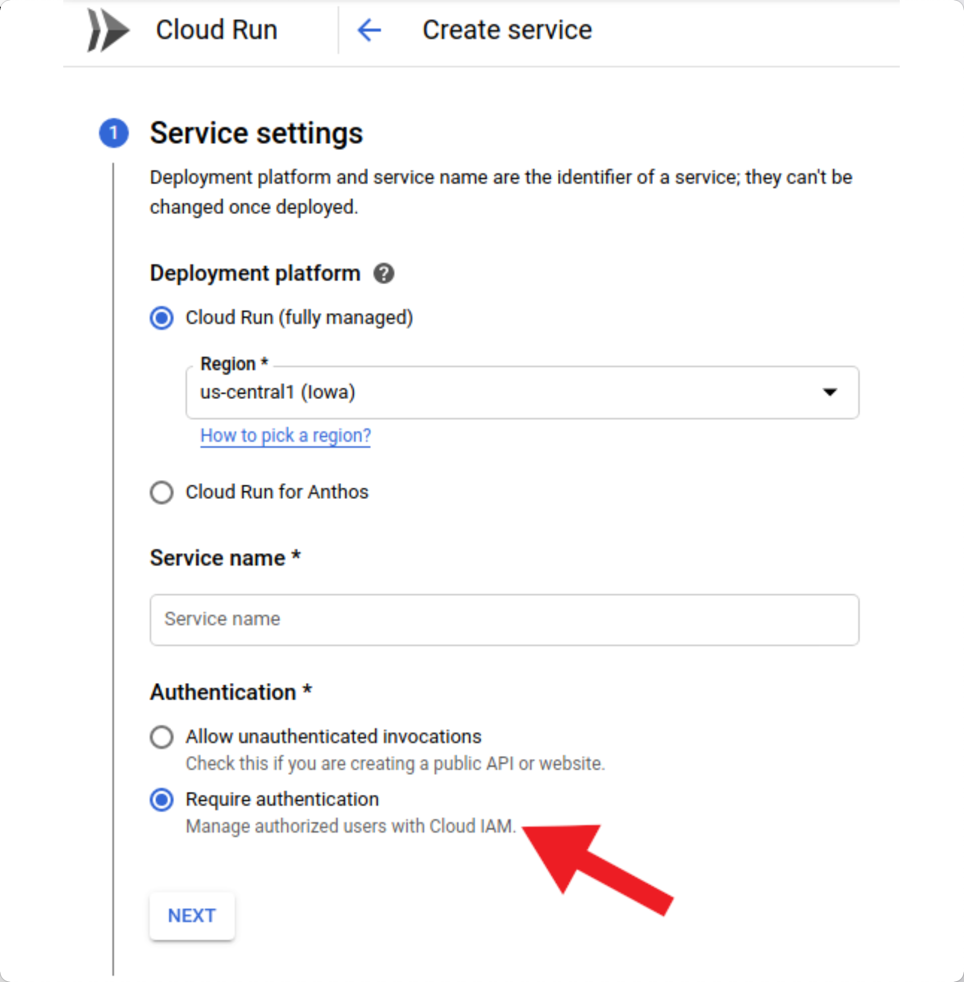 Cloud Run
Create service
1
Service settings
Deployment platform and service name are the identifier of a service; they can't be
changed once deployed.
Deployment platform ?
Cloud Run (fully managed)
Region *
us-central1 (Iowa)
How to pick a region?
Cloud Run for Anthos
Service name *
Service name
Authentication *
Allow unauthenticated invocations
Check this if you are creating a public API or website.
Require authentication
Manage authorized users with Cloud IAM.
NEXT